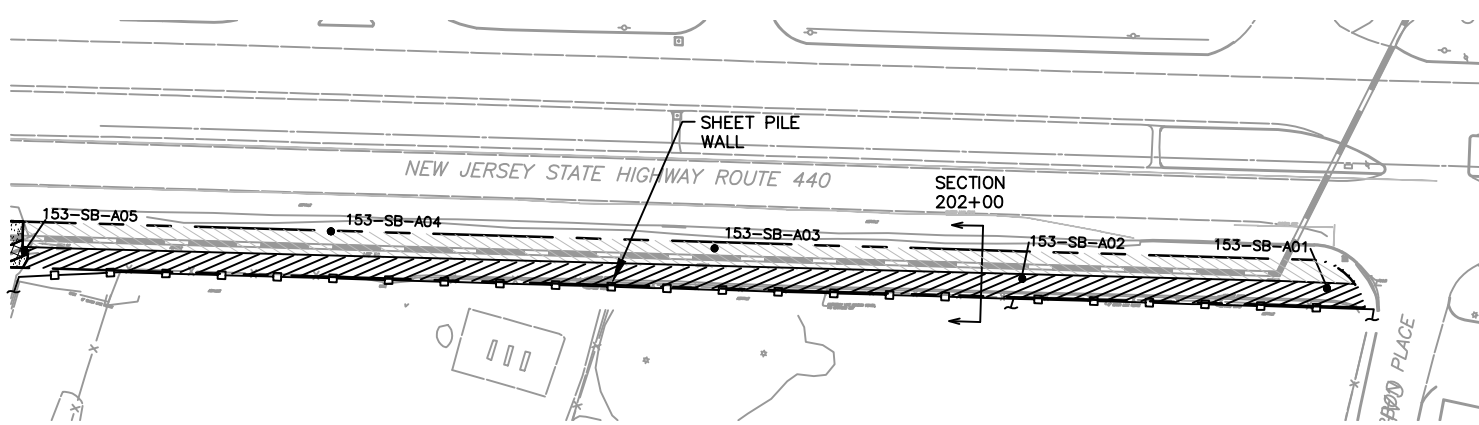 SHEET PILE
WALL
NEW JERSEY STATE HIGHWAY ROUTE 440
SECTION
202+00
153-SB-A05
153-SB-A04
153-SB-A03
153-SB-A02
153-SB-A01
PLACE